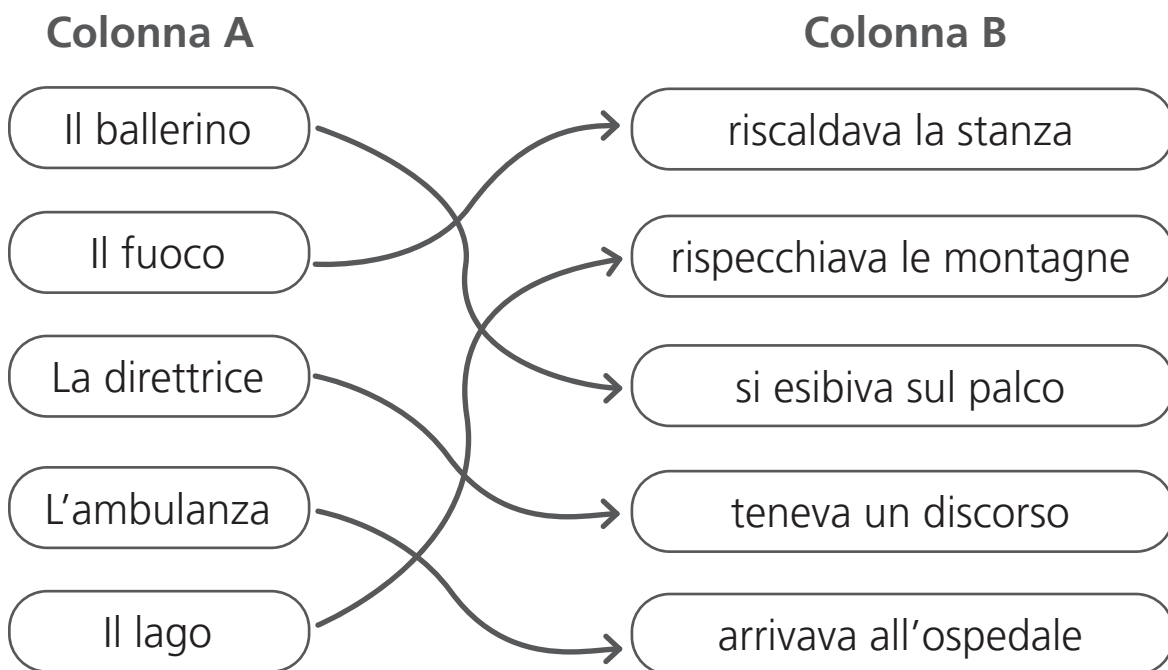 Colonna A
Colonna B
Il ballerino
riscaldava la stanza
Il fuoco
rispecchiava le montagne
La direttrice
si esibiva sul palco
L’ambulanza
teneva un discorso
Il lago
arrivava all’ospedale